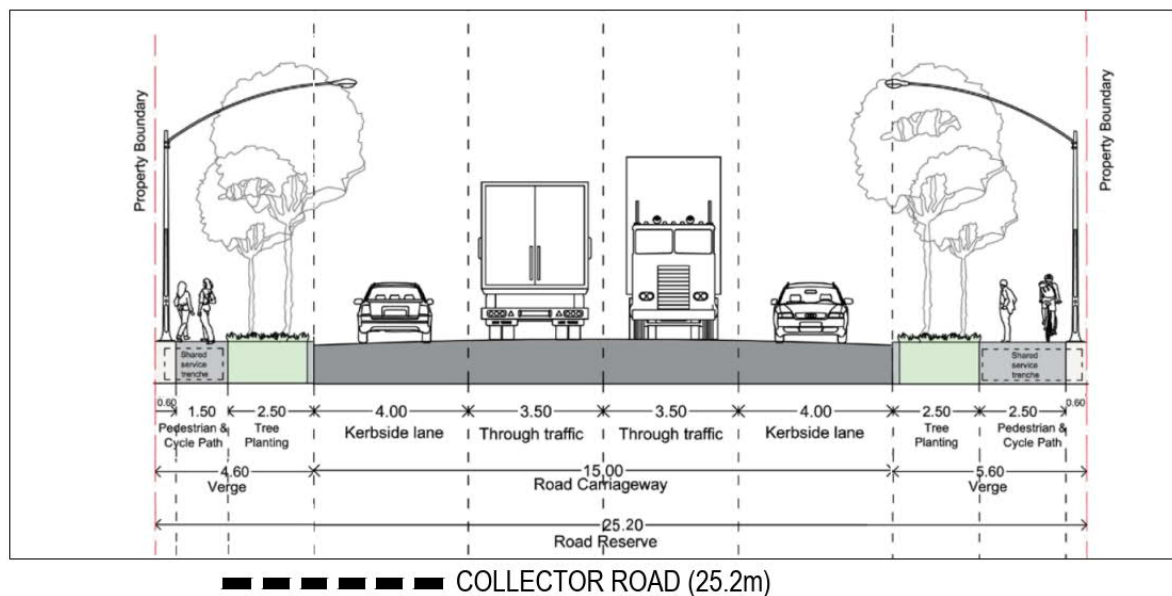 Property Boundary
Property Boundary
Shared
service
trenche
Shared
service
trenche
0.60
1.50
2.50
4.00
3.50
3.50
4.00
2.50
2.50
0.60
Pedestrian &
Cycle Path
Tree
Planting
Kerbside lane
Through traffic
Through traffic
Kerbside lane
Tree
Planting
Pedestrian &
Cycle Path
4.60
Verge
15.00
Road Carriageway
5.60
Verge
25.20
Road Reserve
COLLECTOR ROAD (25.2m)